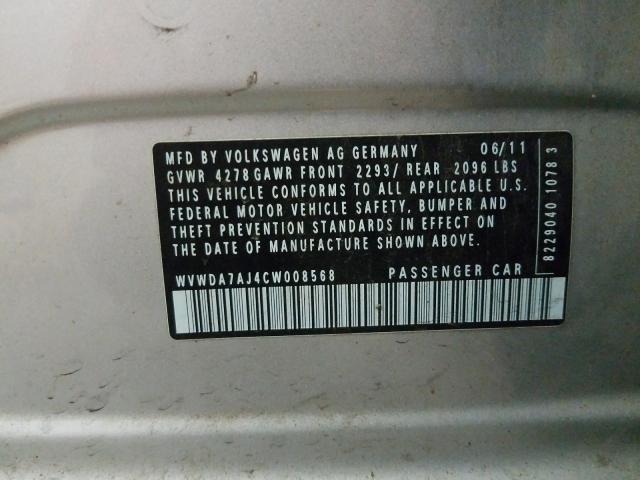 MFD BY VOLKSWAGEN AG GERMANY 06/11
GVWR 4278 GAWR FRONT 2293/ REAR 2096 LBS
THIS VEHICLE CONFORMS TO ALL APPLICABLE U.S.
FEDERAL MOTOR VEHICLE SAFETY, BUMPER AND
THEFT PREVENTION STANDARDS IN EFFECT ON
THE DATE OF MANUFACTURE SHOWN ABOVE.
WVWDA7AJ4CW008568 PASSENGER CAR
8229040 1078 3